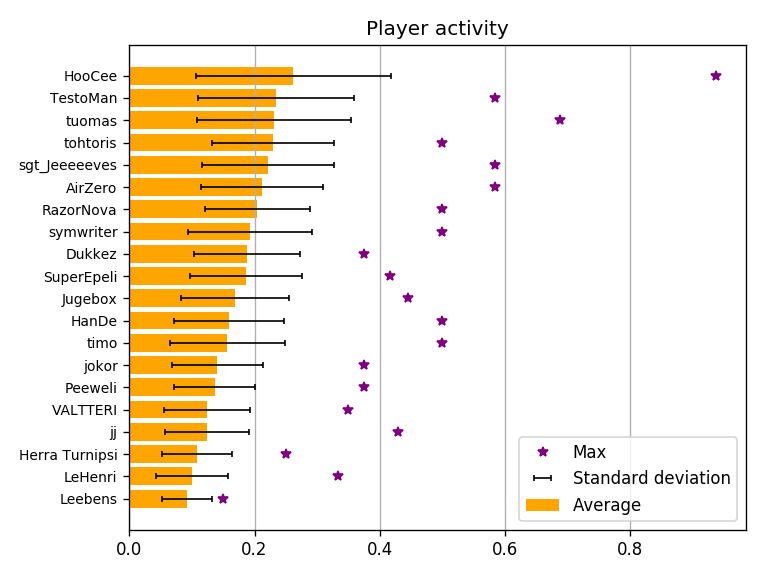 Player activity
HooCee
TestoMan
tuomas
tohtoris
sgt_Jeeeeeves
AirZero
RazorNova
symwriter
Dukkez
SuperEpeli
Jugebox
HanDe
timo
jokor
Peeweli
VALTTERI
jj
Herra Turnipsi
LeHenri
Leebens
Max
Standard deviation
Average
0.0 0.2 0.4 0.6 0.8